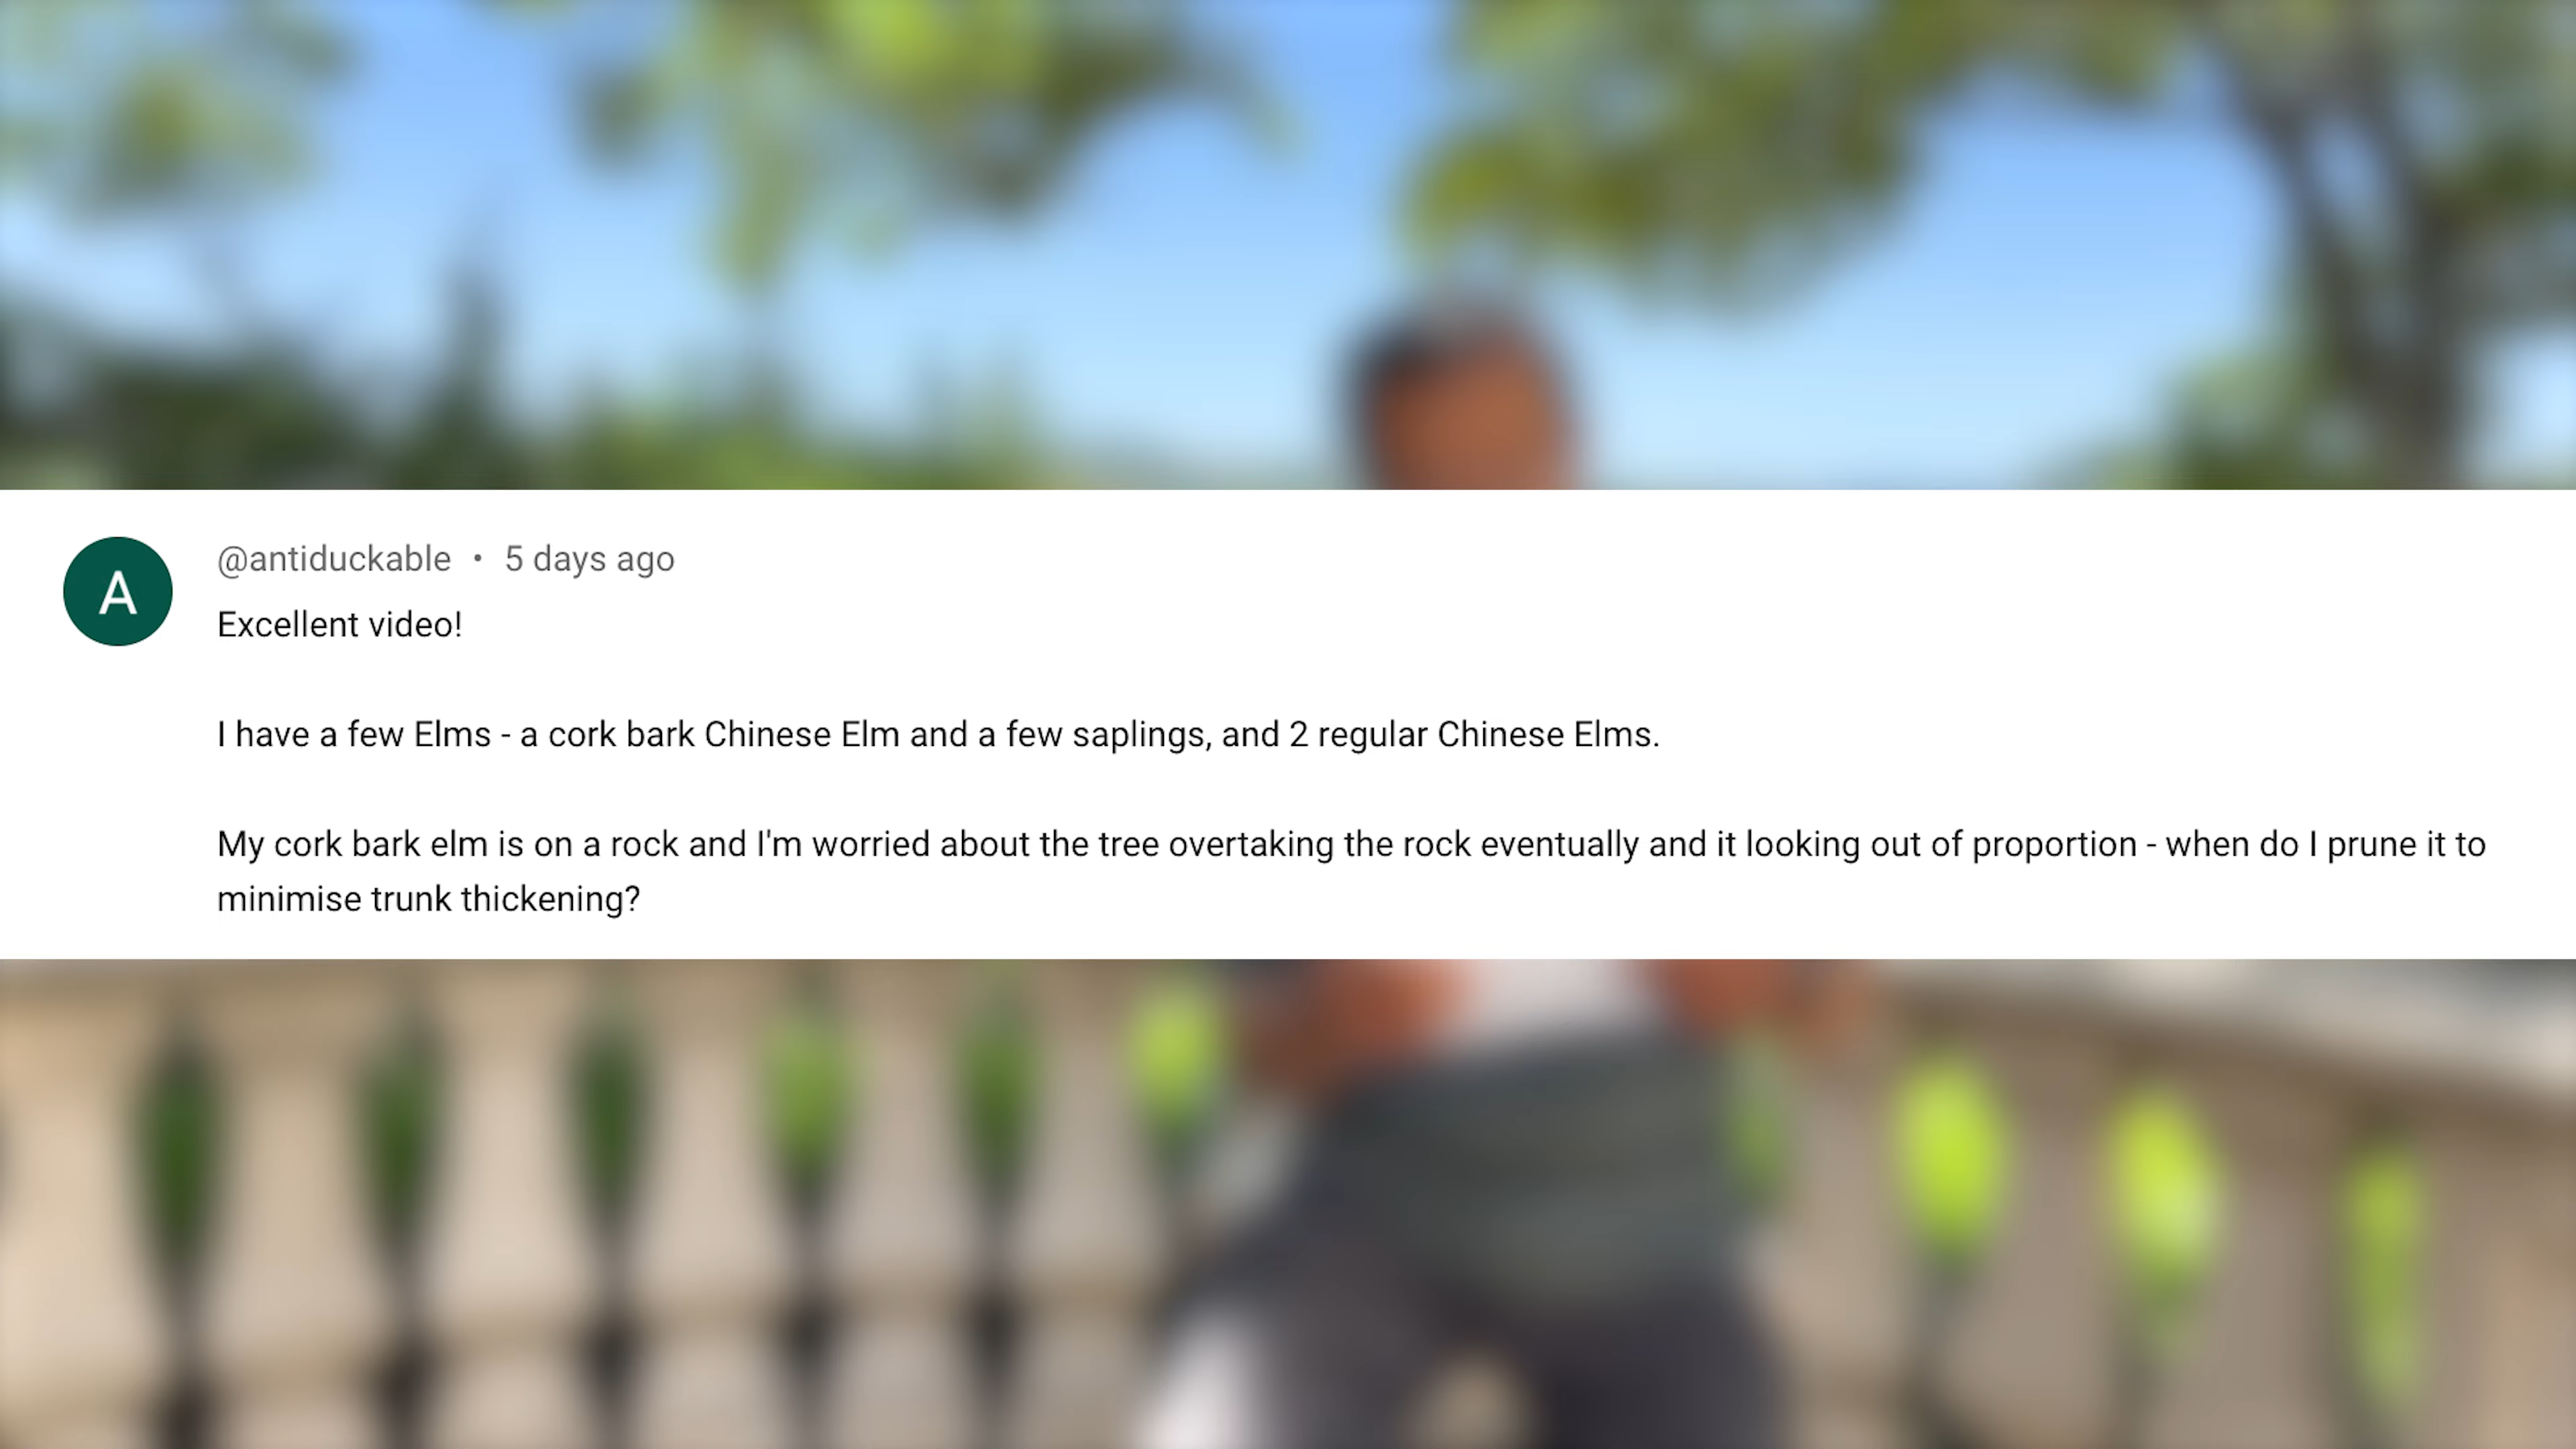 A
@antiduckable • 5 days ago
Excellent video!
I have a few Elms - a cork bark Chinese Elm and a few saplings, and 2 regular Chinese Elms.
My cork bark elm is on a rock and I'm worried about the tree overtaking the rock eventually and it looking out of proportion - when do I prune it to
minimise trunk thickening?